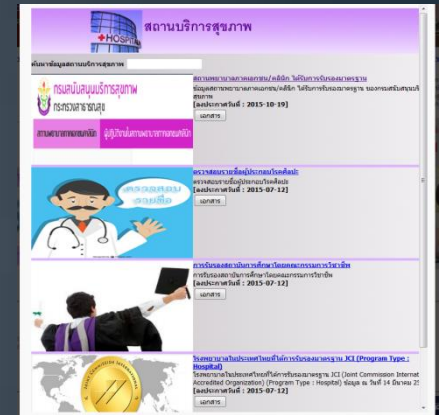 HOSPITAL
สถานบริการสุขภาพ
ค้นหาข้อมูลสถานบริการสุขภาพ
กรมสนับสนุนบริการสุขภาพ
กระทรวงสาธารณสุข
สถานพยาบาลภาคเอกชน/คลินิก ได้รับการรับรองมาตรฐาน
ข้อมูลสถานพยาบาลภาคเอกชน/คลินิก ได้รับการรับรองมาตรฐาน ของกรมสนับสนุนบริ
สุขภาพ
[ลงประกาศวันที่ : 2015-10-19]
เอกสาร
ตรวจสอบรายชื่อผู้ประกอบโรคศิลปะ
ตรวจสอบรายชื่อผู้ประกอบโรคศิลปะ
[ลงประกาศวันที่ : 2015-07-12]
เอกสาร
ตรวจสอบ
รายชื่อ
การรับรองสถาบันการศึกษาโดยคณะกรรมการวิชาชีพ
การรับรองสถาบันการศึกษาโดยคณะกรรมการวิชาชีพ
[ลงประกาศวันที่ : 2015-07-12]
เอกสาร
โรงพยาบาลในประเทศไทยที่ได้การรับรองมาตรฐาน JCI (Program Type :
Hospital)
โรงพยาบาลในประเทศไทยที่ได้การรับรองมาตรฐาน JCI (Joint Commission Internat
Accredited Organization) (Program Type : Hospital) ข้อมูล ณ วันที่ 14 มีนาคม 25
[ลงประกาศวันที่ : 2015-07-12]
เอกสาร